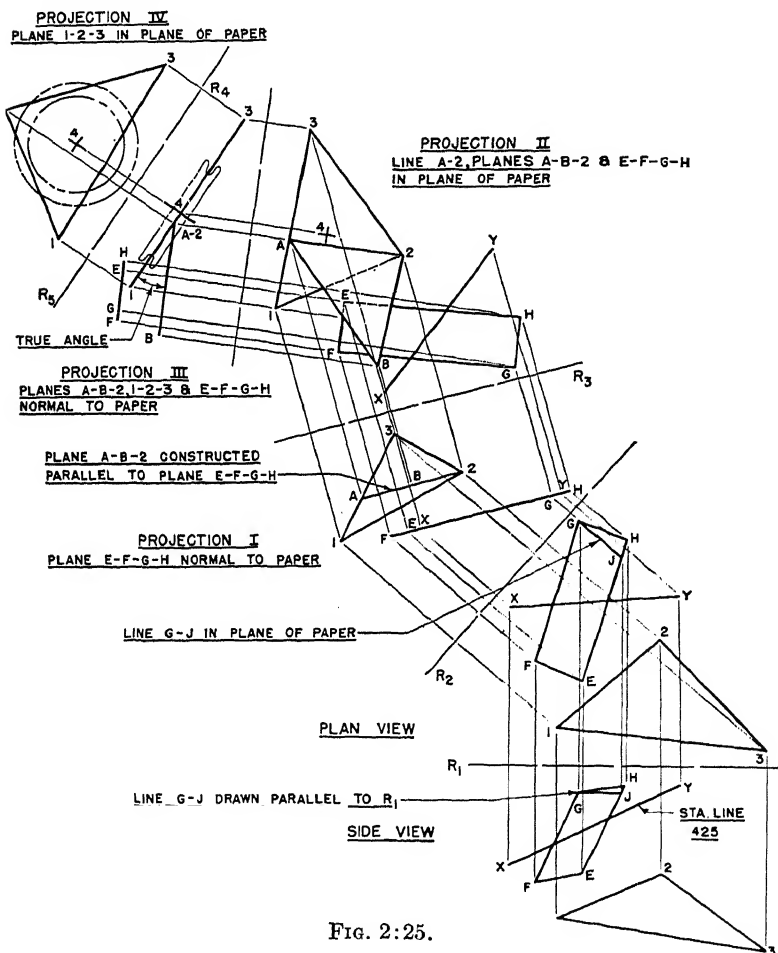 PROJECTION IV
PLANE 1-2-3 IN PLANE OF PAPER
3
R4
3
3
4
PROJECTION II
LINE A-2, PLANES A-B-2 & E-F-G-H
IN PLANE OF PAPER
4
4
Y
A-2
A
2
1
H
E
1
R5
1
E
H
G
F
TRUE ANGLE
B
F
B
G
R3
PROJECTION III
PLANES A-B-2, 1-2-3 & E-F-G-H
NORMAL TO PAPER
X
3
PLANE A-B-2 CONSTRUCTED
PARALLEL TO PLANE E-F-G-H
2
B
A
Y
H
G
E
X
F
1
PROJECTION I
PLANE E-F-G-H NORMAL TO PAPER
G
H
J
X
Y
LINE G-J IN PLANE OF PAPER
2
F
E
R2
PLAN VIEW
1
3
R1
H
Y
LINE G-J DRAWN PARALLEL TO R1
J
G
STA. LINE
425
SIDE VIEW
X
E
F
2
3
FIG. 2:25.